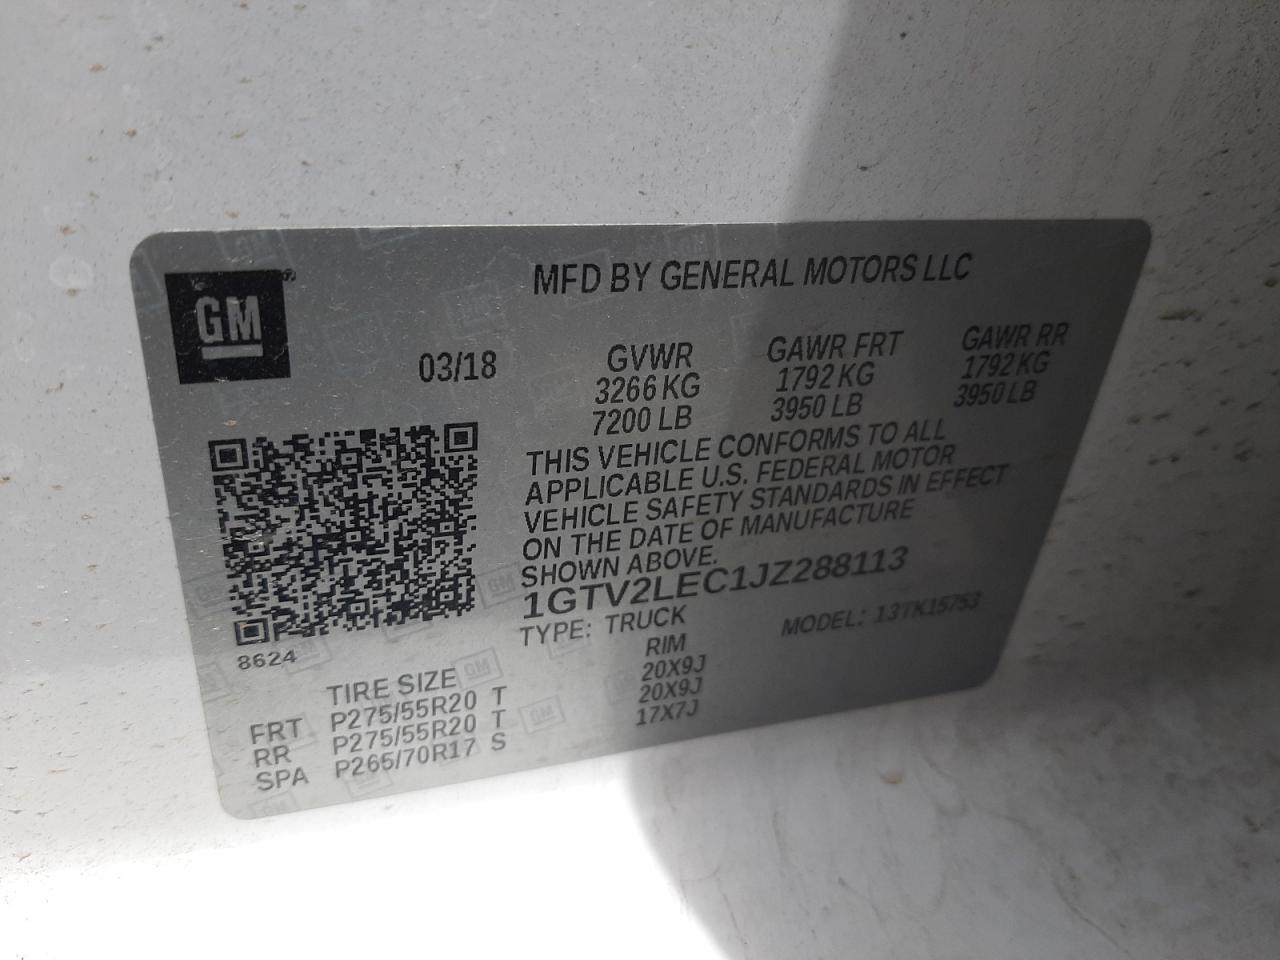 GM®
MFD BY GENERAL MOTORS LLC
03/18
GVWR GAWR FRT GAWR RR
3266 KG 1792 KG 1792 KG
7200 LB 3950 LB 3950 LB
THIS VEHICLE CONFORMS TO ALL
APPLICABLE U.S. FEDERAL MOTOR
VEHICLE SAFETY STANDARDS IN EFFECT
ON THE DATE OF MANUFACTURE
SHOWN ABOVE.
1GTV2LEC1JZ288113
TYPE: TRUCK MODEL: 13TK15753
8624
TIRE SIZE RIM
FRT P275/55R20 T 20X9J
RR P275/55R20 T 20X9J
SPA P265/70R17 S 17X7J